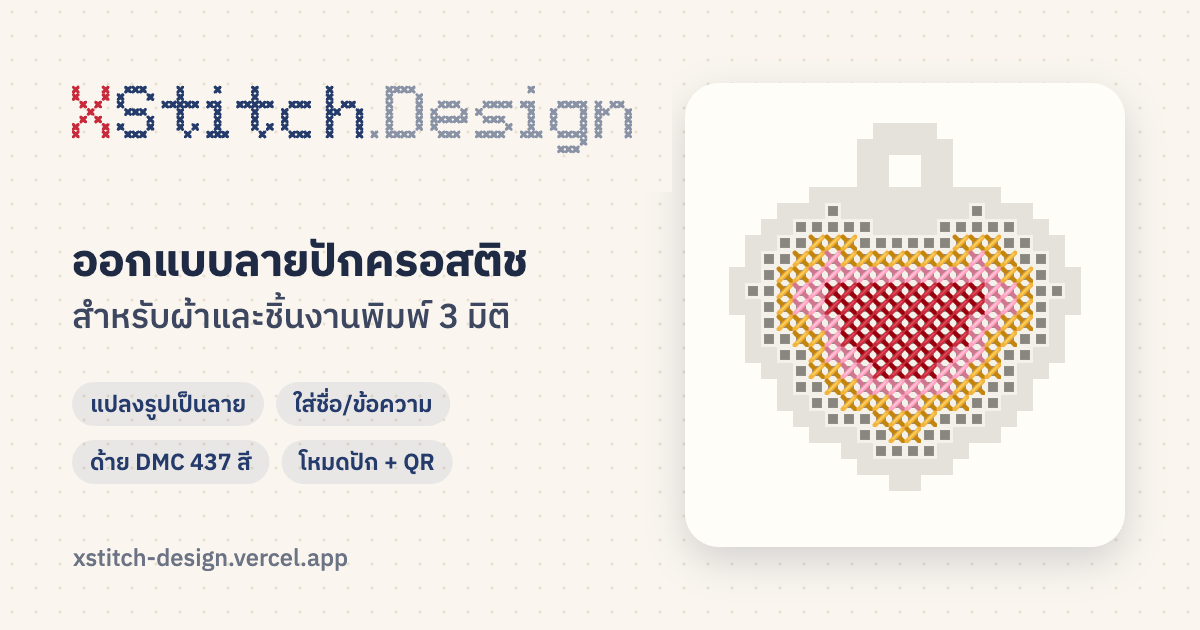 XStitch.Design
ออกแบบลายปักครอสติช
สำหรับผ้าและชิ้นงานพิมพ์ 3 มิติ
แปลงรูปเป็นลาย
ใส่ชื่อ/ข้อความ
ด้าย DMC 437 สี
โหมดปัก + QR
xstitch-design.vercel.app